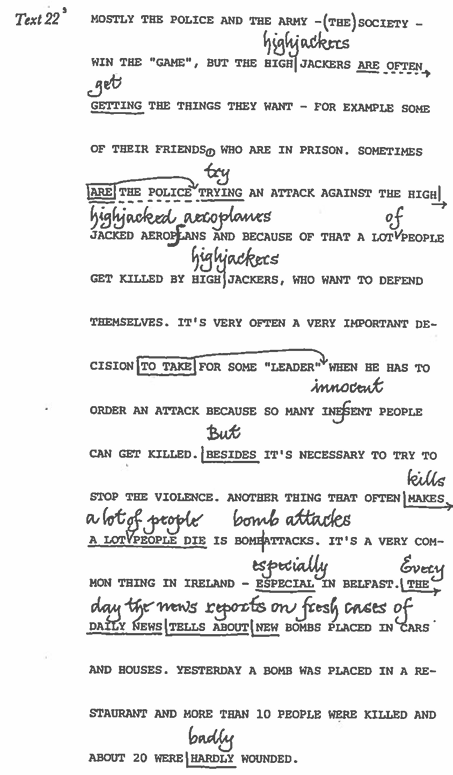 Text 22³ MOSTLY THE POLICE AND THE ARMY -(THE)SOCIETY -
highjackers
WIN THE "GAME", BUT THE HIGH JACKERS ARE OFTEN
get
GETTING THE THINGS THEY WANT - FOR EXAMPLE SOME
OF THEIR FRIENDS, WHO ARE IN PRISON. SOMETIMES
try
ARE THE POLICE TRYING AN ATTACK AGAINST THE HIGH
highjacked aeroplanes of
JACKED AEROPLANS AND BECAUSE OF THAT A LOT PEOPLE
highjackers
GET KILLED BY HIGH JACKERS, WHO WANT TO DEFEND
THEMSELVES. IT'S VERY OFTEN A VERY IMPORTANT DE-
CISION TO TAKE FOR SOME "LEADER" WHEN HE HAS TO
innocent
ORDER AN ATTACK BECAUSE SO MANY INESENT PEOPLE
But
CAN GET KILLED. BESIDES IT'S NECESSARY TO TRY TO
kills
STOP THE VIOLENCE. ANOTHER THING THAT OFTEN MAKES
a lot of people bomb attacks
A LOT PEOPLE DIE IS BOMBATTACKS. IT'S A VERY COM-
especially Every
MON THING IN IRELAND - ESPECIAL IN BELFAST. THE
day the news reports on fresh cases of
DAILY NEWS TELLS ABOUT NEW BOMBS PLACED IN CARS
AND HOUSES. YESTERDAY A BOMB WAS PLACED IN A RE-
STAURANT AND MORE THAN 10 PEOPLE WERE KILLED AND
badly
ABOUT 20 WERE HARDLY WOUNDED.